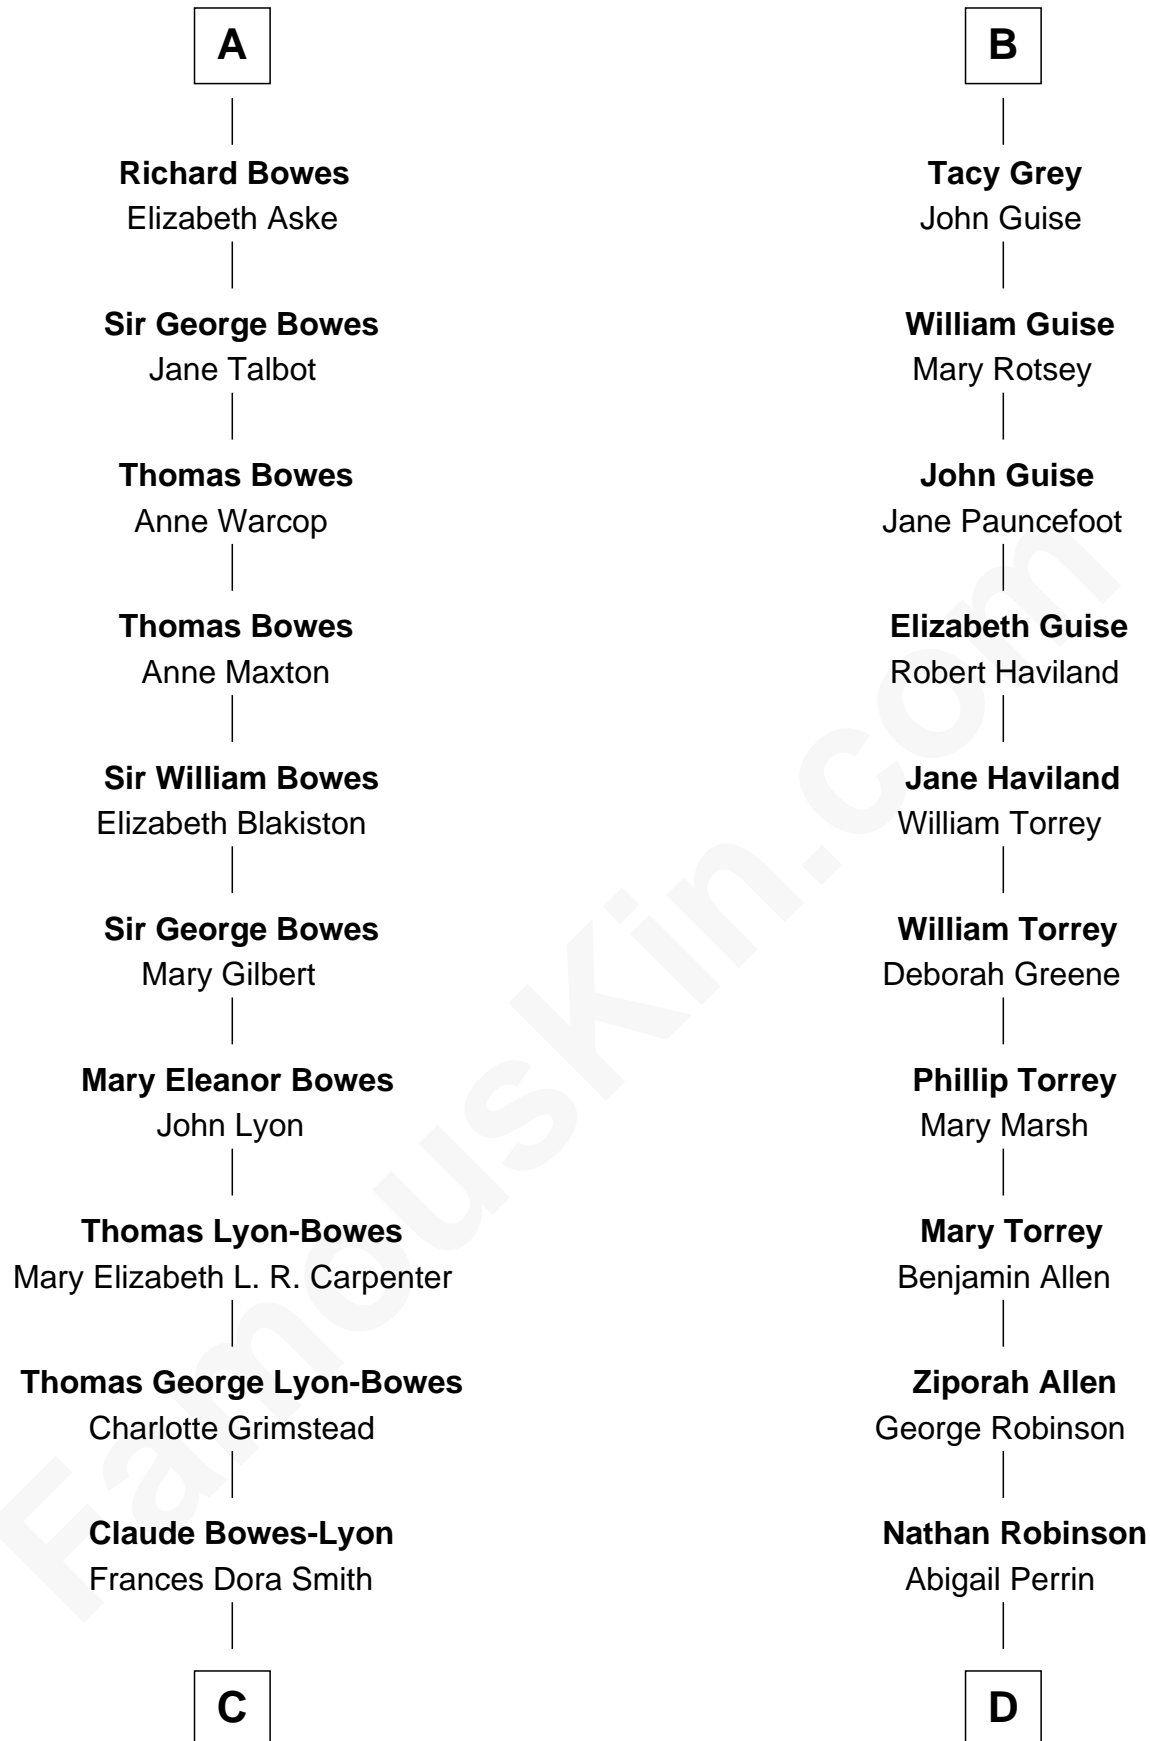 A
Richard Bowes
Elizabeth Aske
Sir George Bowes
Jane Talbot
Thomas Bowes
Anne Warcop
Thomas Bowes
Anne Maxton
Sir William Bowes
Elizabeth Blakiston
Sir George Bowes
Mary Gilbert
Mary Eleanor Bowes
John Lyon
Thomas Lyon-Bowes
Mary Elizabeth L. R. Carpenter
Thomas George Lyon-Bowes
Charlotte Grimstead
Claude Bowes-Lyon
Frances Dora Smith
C
B
Tacy Grey
John Guise
William Guise
Mary Rotsey
John Guise
Jane Pauncefoot
Elizabeth Guise
Robert Haviland
Jane Haviland
William Torrey
William Torrey
Deborah Greene
Phillip Torrey
Mary Marsh
Mary Torrey
Benjamin Allen
Ziporah Allen
George Robinson
Nathan Robinson
Abigail Perrin
D
FamousKin.com